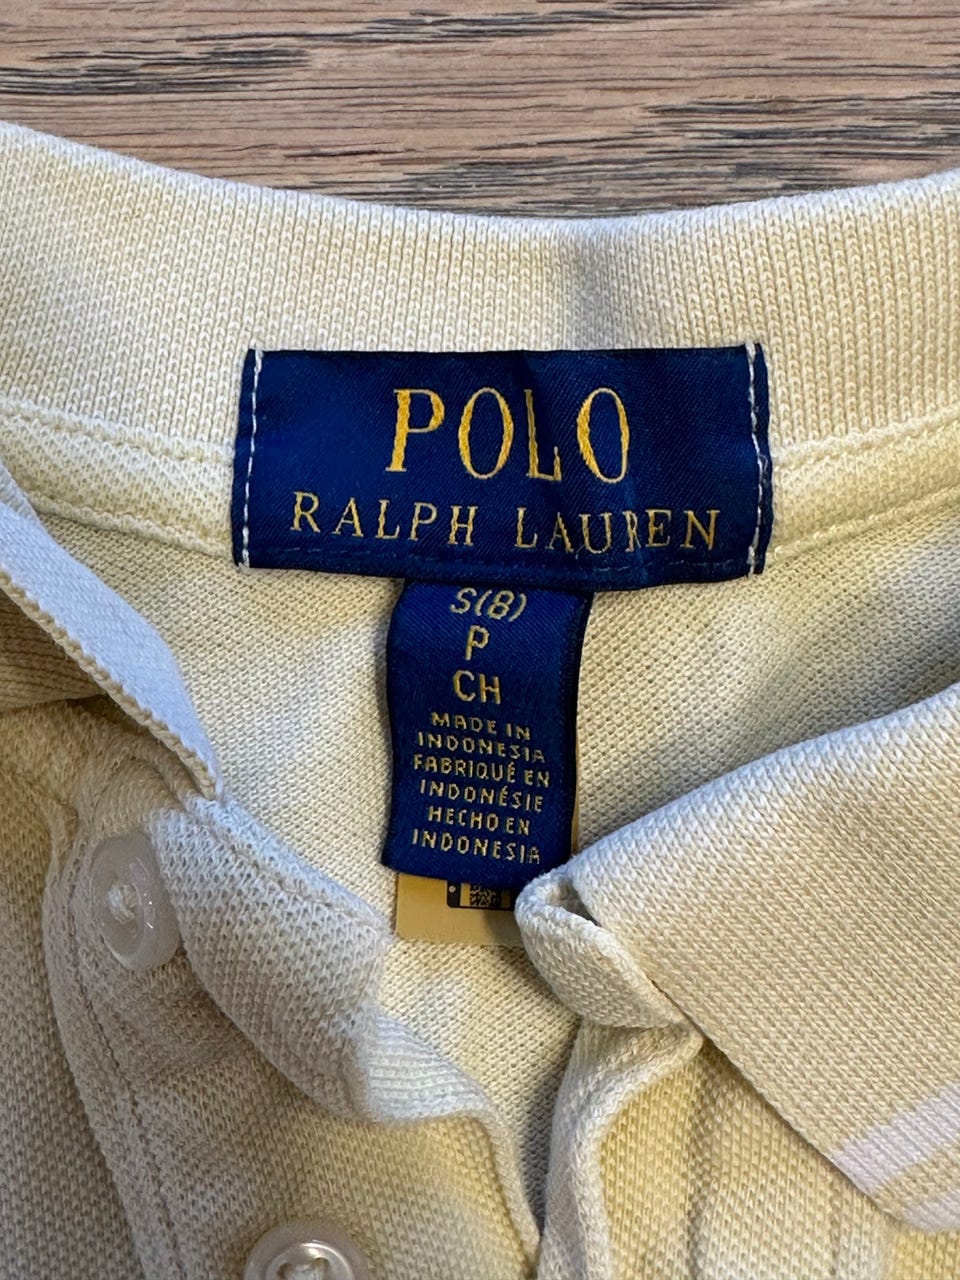 POLO
RALPH LAUREN
S(8)
P
CH
MADE IN
INDONESIA
FABRIQUÉ EN
INDONÉSIE
HECHO EN
INDONESIA